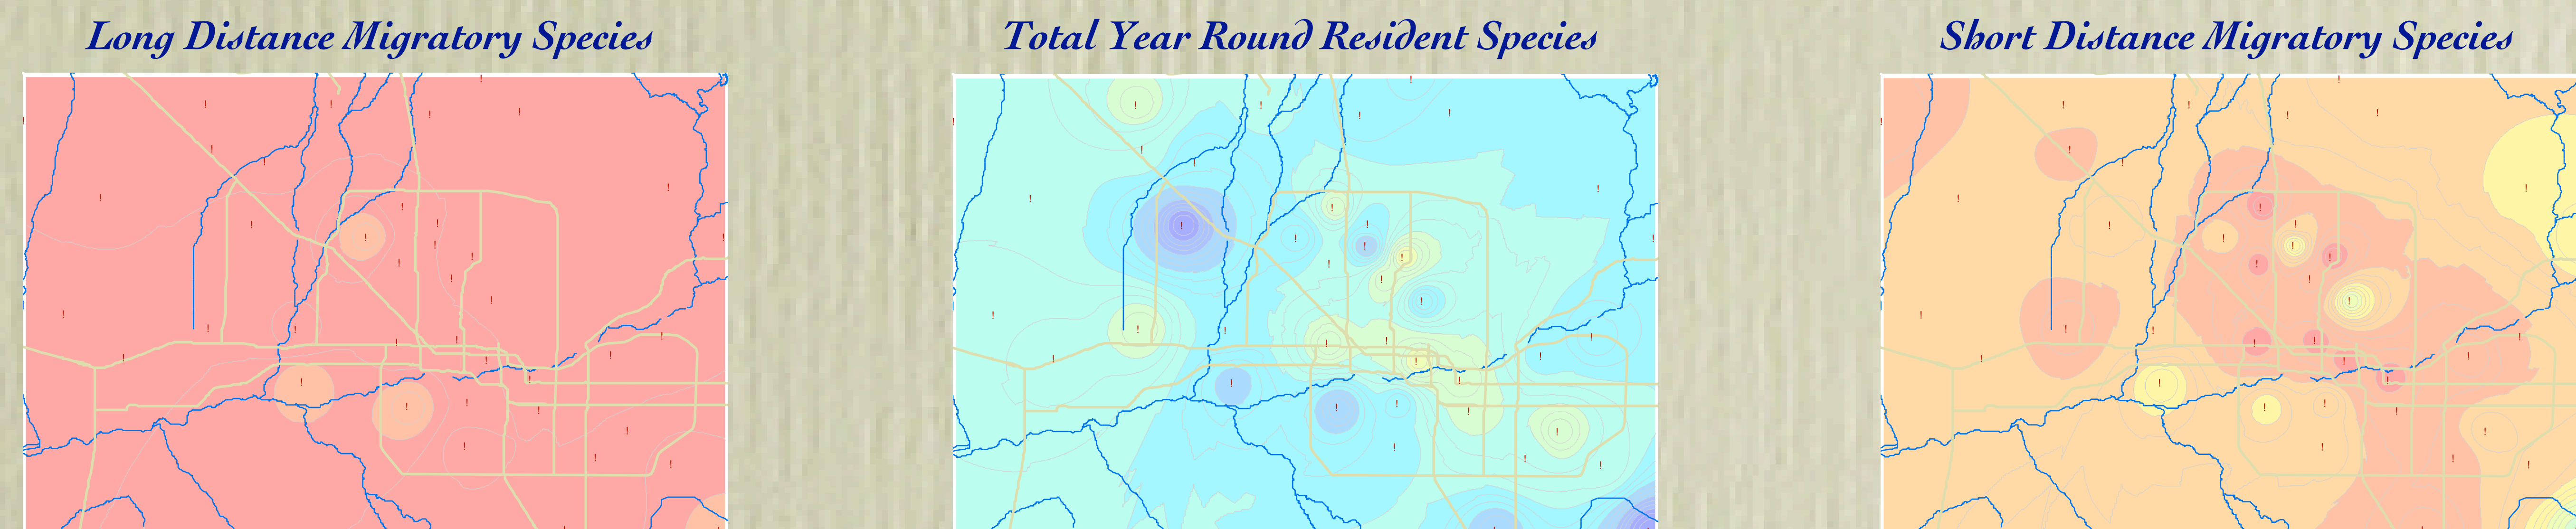 Long Distance Migratory Species
Total Year Round Resident Species
Short Distance Migratory Species